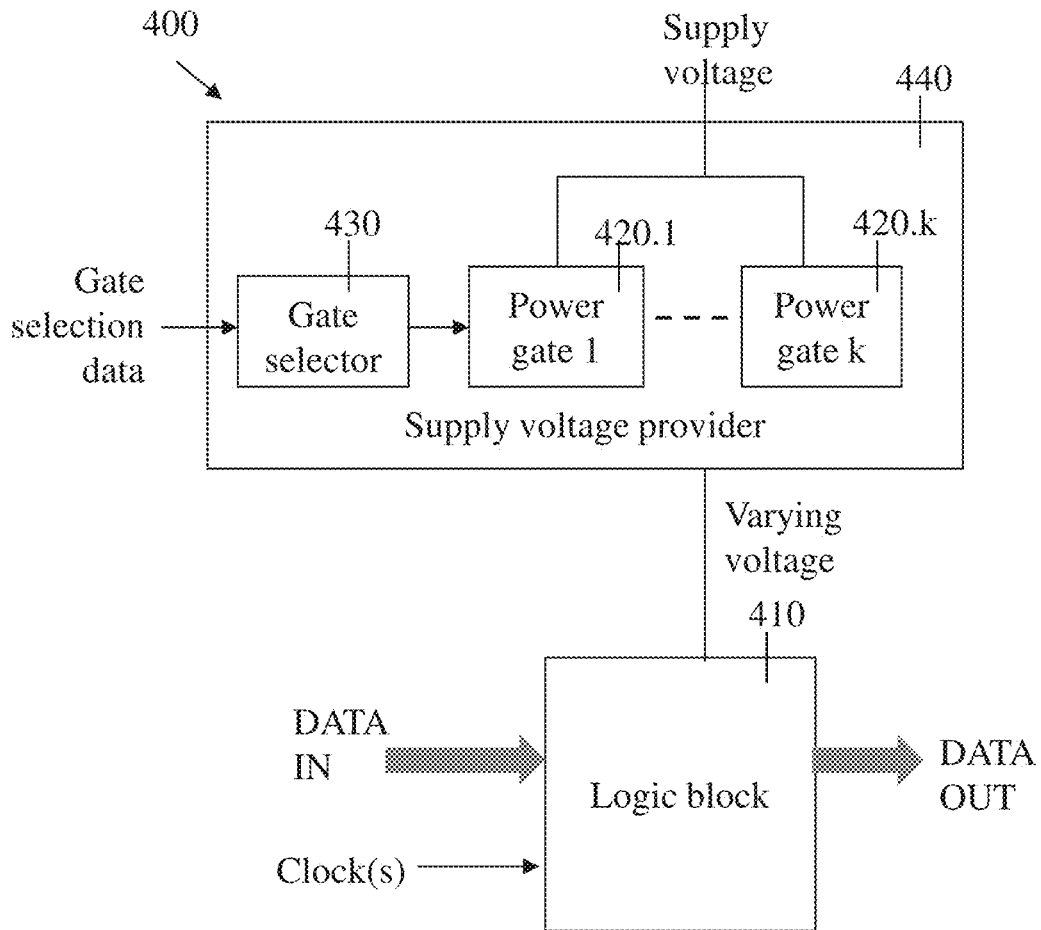 400
Supply
voltage
440
430
420.1
420.k
Gate
selection
data
Gate
selector
Power
gate 1
Power
gate k
Supply voltage provider
Varying
voltage
410
DATA
IN
Logic block
DATA
OUT
Clock(s)